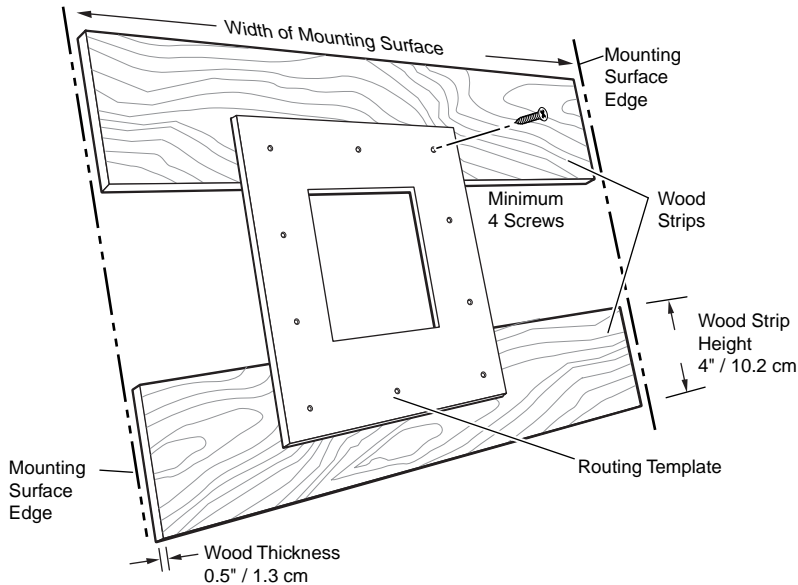 Width of Mounting Surface
Mounting
Surface
Edge
Minimum
4 Screws
Wood
Strips
Wood Strip
Height
4" / 10.2 cm
Routing Template
Mounting
Surface
Edge
Wood Thickness
0.5" / 1.3 cm